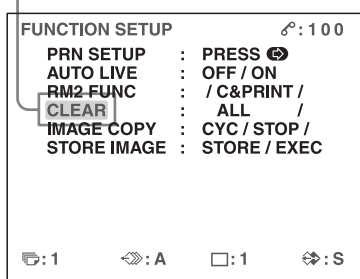 FUNCTION SETUP :100
PRN SETUP : PRESS
AUTO LIVE : OFF / ON
RM2 FUNC : / C&PRINT /
CLEAR : ALL /
IMAGE COPY : CYC / STOP /
STORE IMAGE : STORE / EXEC
:1 :A :1 :S